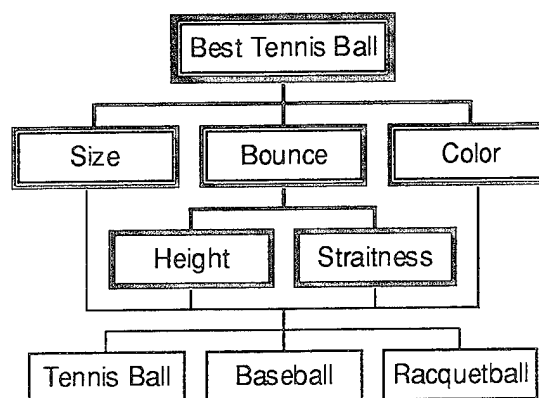 Best Tennis Ball
Size
Bounce
Color
Height
Straitness
Tennis Ball
Baseball
Racquetball